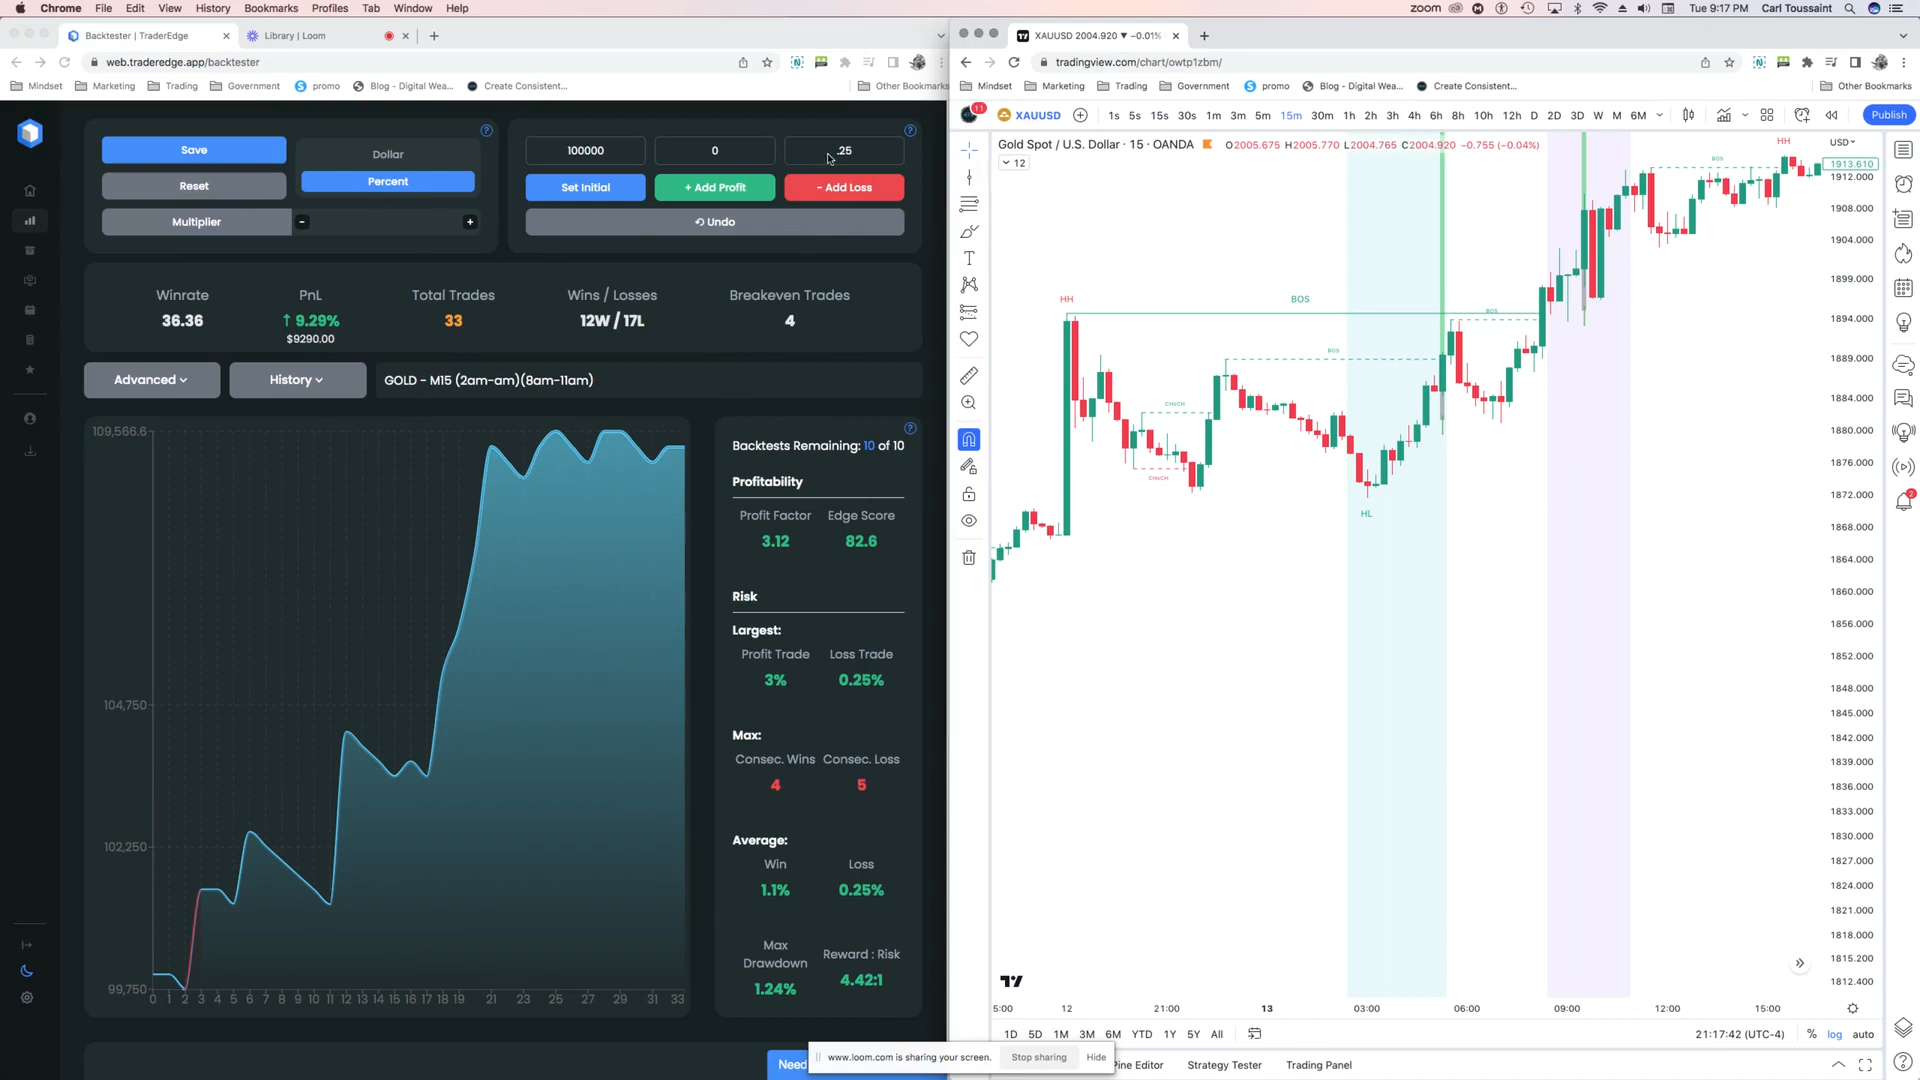 Chrome File Edit View History Bookmarks Profiles Tab Window Help
zoom Tue 9:17 PM Carl Toussaint
Backtester | TraderEdge
Library | Loom
web.traderedge.app/backtester
Mindset Marketing Trading Government promo Blog - Digital Wea... Create Consistent... Other Bookmarks
Save
Reset
Multiplier - +
Dollar
Percent
100000 0 .25
Set Initial + Add Profit - Add Loss
Undo
Winrate PnL Total Trades Wins / Losses Breakeven Trades
36.36 ↑ 9.29% 33 12W / 17L 4
$9290.00
Advanced History GOLD - M15 (2am-am)(8am-11am)
109,566.6
104,750
102,250
99,750
0 1 2 3 4 5 6 7 8 9 10 11 12 13 14 15 16 17 18 19 21 23 25 27 29 31 33
Backtests Remaining: 10 of 10
Profitability
Profit Factor Edge Score
3.12 82.6
Risk
Largest:
Profit Trade Loss Trade
3% 0.25%
Max:
Consec. Wins Consec. Loss
4 5
Average:
Win Loss
1.1% 0.25%
Max
Drawdown Reward : Risk
1.24% 4.42:1
Need
www.loom.com is sharing your screen. Stop sharing Hide
XAUUSD 2004.920 ▼ −0.01%
tradingview.com/chart/owtp1zbm/
Mindset Marketing Trading Government promo Blog - Digital Wea... Create Consistent... Other Bookmarks
11
XAUUSD 1s 5s 15s 30s 1m 3m 5m 15m 30m 1h 2h 3h 4h 6h 8h 10h 12h D 2D 3D W M 6M Publish
Gold Spot / U.S. Dollar · 15 · OANDA O2005.675 H2005.770 L2004.765 C2004.920 −0.755 (−0.04%)
12
USD
HH
BOS
HH
BOS
BOS
BOS
CHoCH
CHoCH
HL
1913.610
1912.000
1908.000
1904.000
1899.000
1894.000
1889.000
1884.000
1880.000
1876.000
1872.000
1868.000
1864.000
1860.000
1856.000
1852.000
1848.000
1845.000
1842.000
1839.000
1836.000
1833.000
1830.000
1827.000
1824.000
1821.000
1818.000
1815.200
1812.400
2
5:00 12 21:00 13 03:00 06:00 09:00 12:00 15:00
1D 5D 1M 3M 6M YTD 1Y 5Y All 21:17:42 (UTC-4) % log auto
Pine Editor Strategy Tester Trading Panel